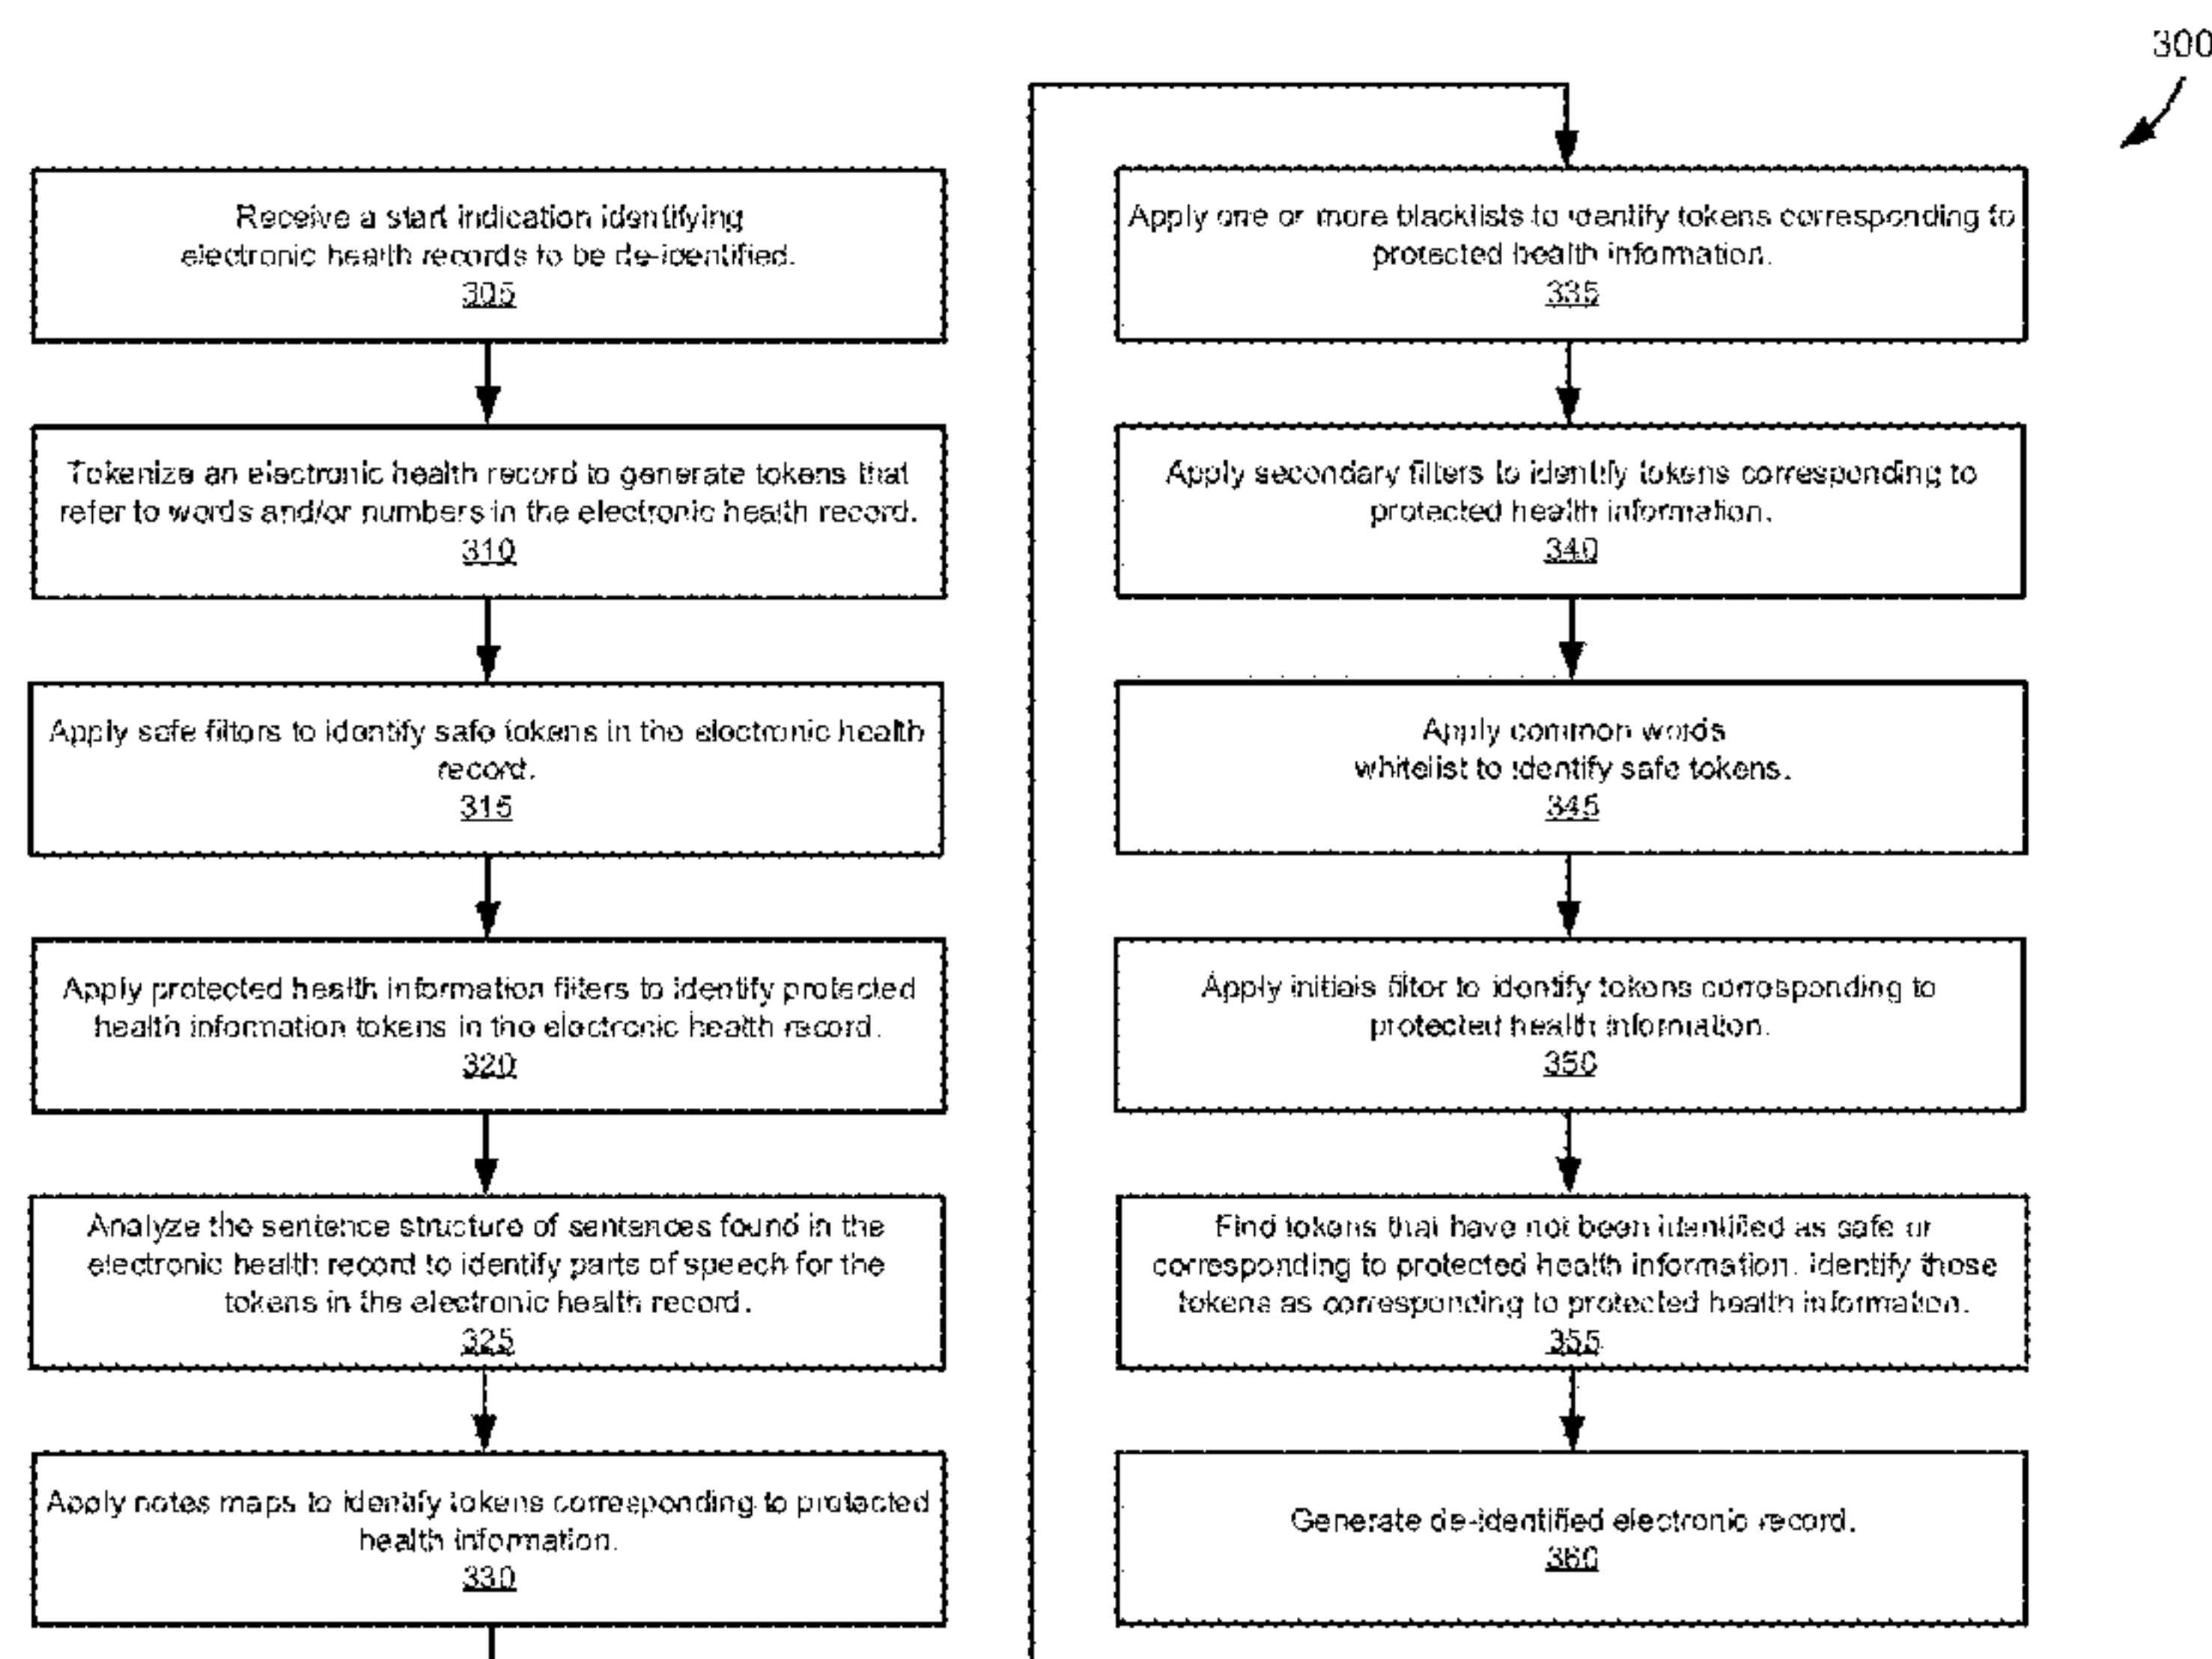 300
Receive a start indication identifying
electronic health records to be de-identified.
305
Tokenize an electronic health record to generate tokens that
refer to words and/or numbers in the electronic health record.
310
Apply safe filters to identify safe tokens in the electronic health
record.
315
Apply protected health information filters to identify protected
health information tokens in the electronic health record.
320
Analyze the sentence structure of sentences found in the
electronic health record to identify parts of speech for the
tokens in the electronic health record.
325
Apply notes maps to identify tokens corresponding to protected
health information.
330
Apply one or more blacklists to identify tokens corresponding to
protected health information.
335
Apply secondary filters to identify tokens corresponding to
protected health information.
340
Apply common words
whitelist to identify safe tokens.
345
Apply initials filter to identify tokens corresponding to
protected health information.
350
Find tokens that have not been identified as safe or
corresponding to protected health information. Identify those
tokens as corresponding to protected health information.
355
Generate de-identified electronic record.
360